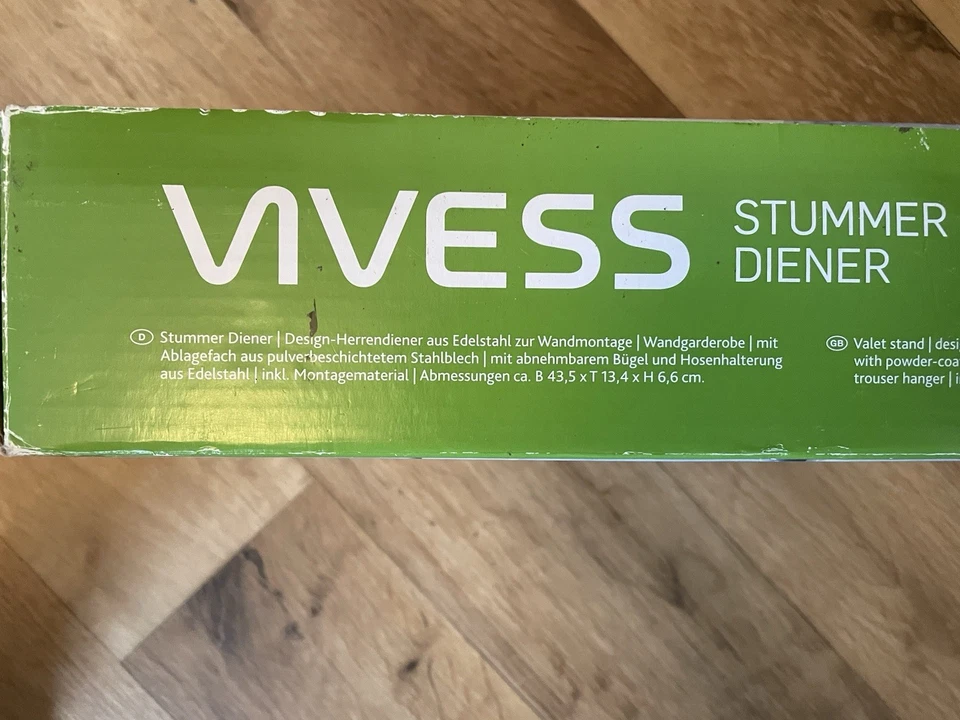 VIVESS
STUMMER
DIENER
D
Stummer Diener | Design-Herrendiener aus Edelstahl zur Wandmontage | Wandgarderobe | mit
Ablagefach aus pulverbeschichtetem Stahlblech | mit abnehmbarem Bügel und Hosenhalterung
aus Edelstahl | inkl. Montagematerial | Abmessungen ca. B 43,5 x T 13,4 x H 6,6 cm.
GB
Valet stand | desi
with powder-coa
trouser hanger | i